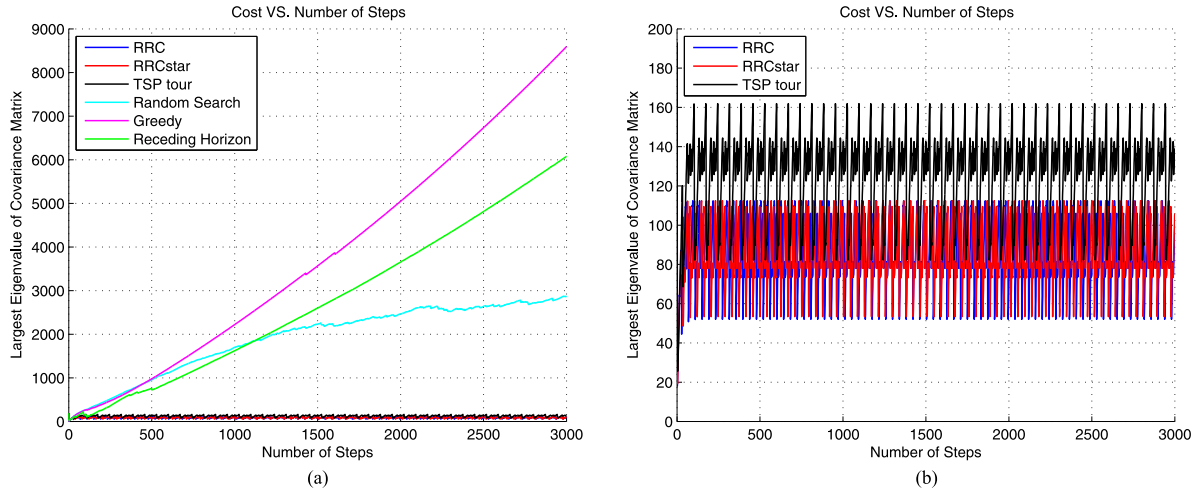 Cost VS. Number of Steps
Largest Eigenvalue of Covariance Matrix
9000
8000
7000
6000
5000
4000
3000
2000
1000
0
RRC
RRCstar
TSP tour
Random Search
Greedy
Receding Horizon
0 500 1000 1500 2000 2500 3000
Number of Steps
(a)
Cost VS. Number of Steps
Largest Eigenvalue of Covariance Matrix
200
180
160
140
120
100
80
60
40
20
0
RRC
RRCstar
TSP tour
0 500 1000 1500 2000 2500 3000
Number of Steps
(b)